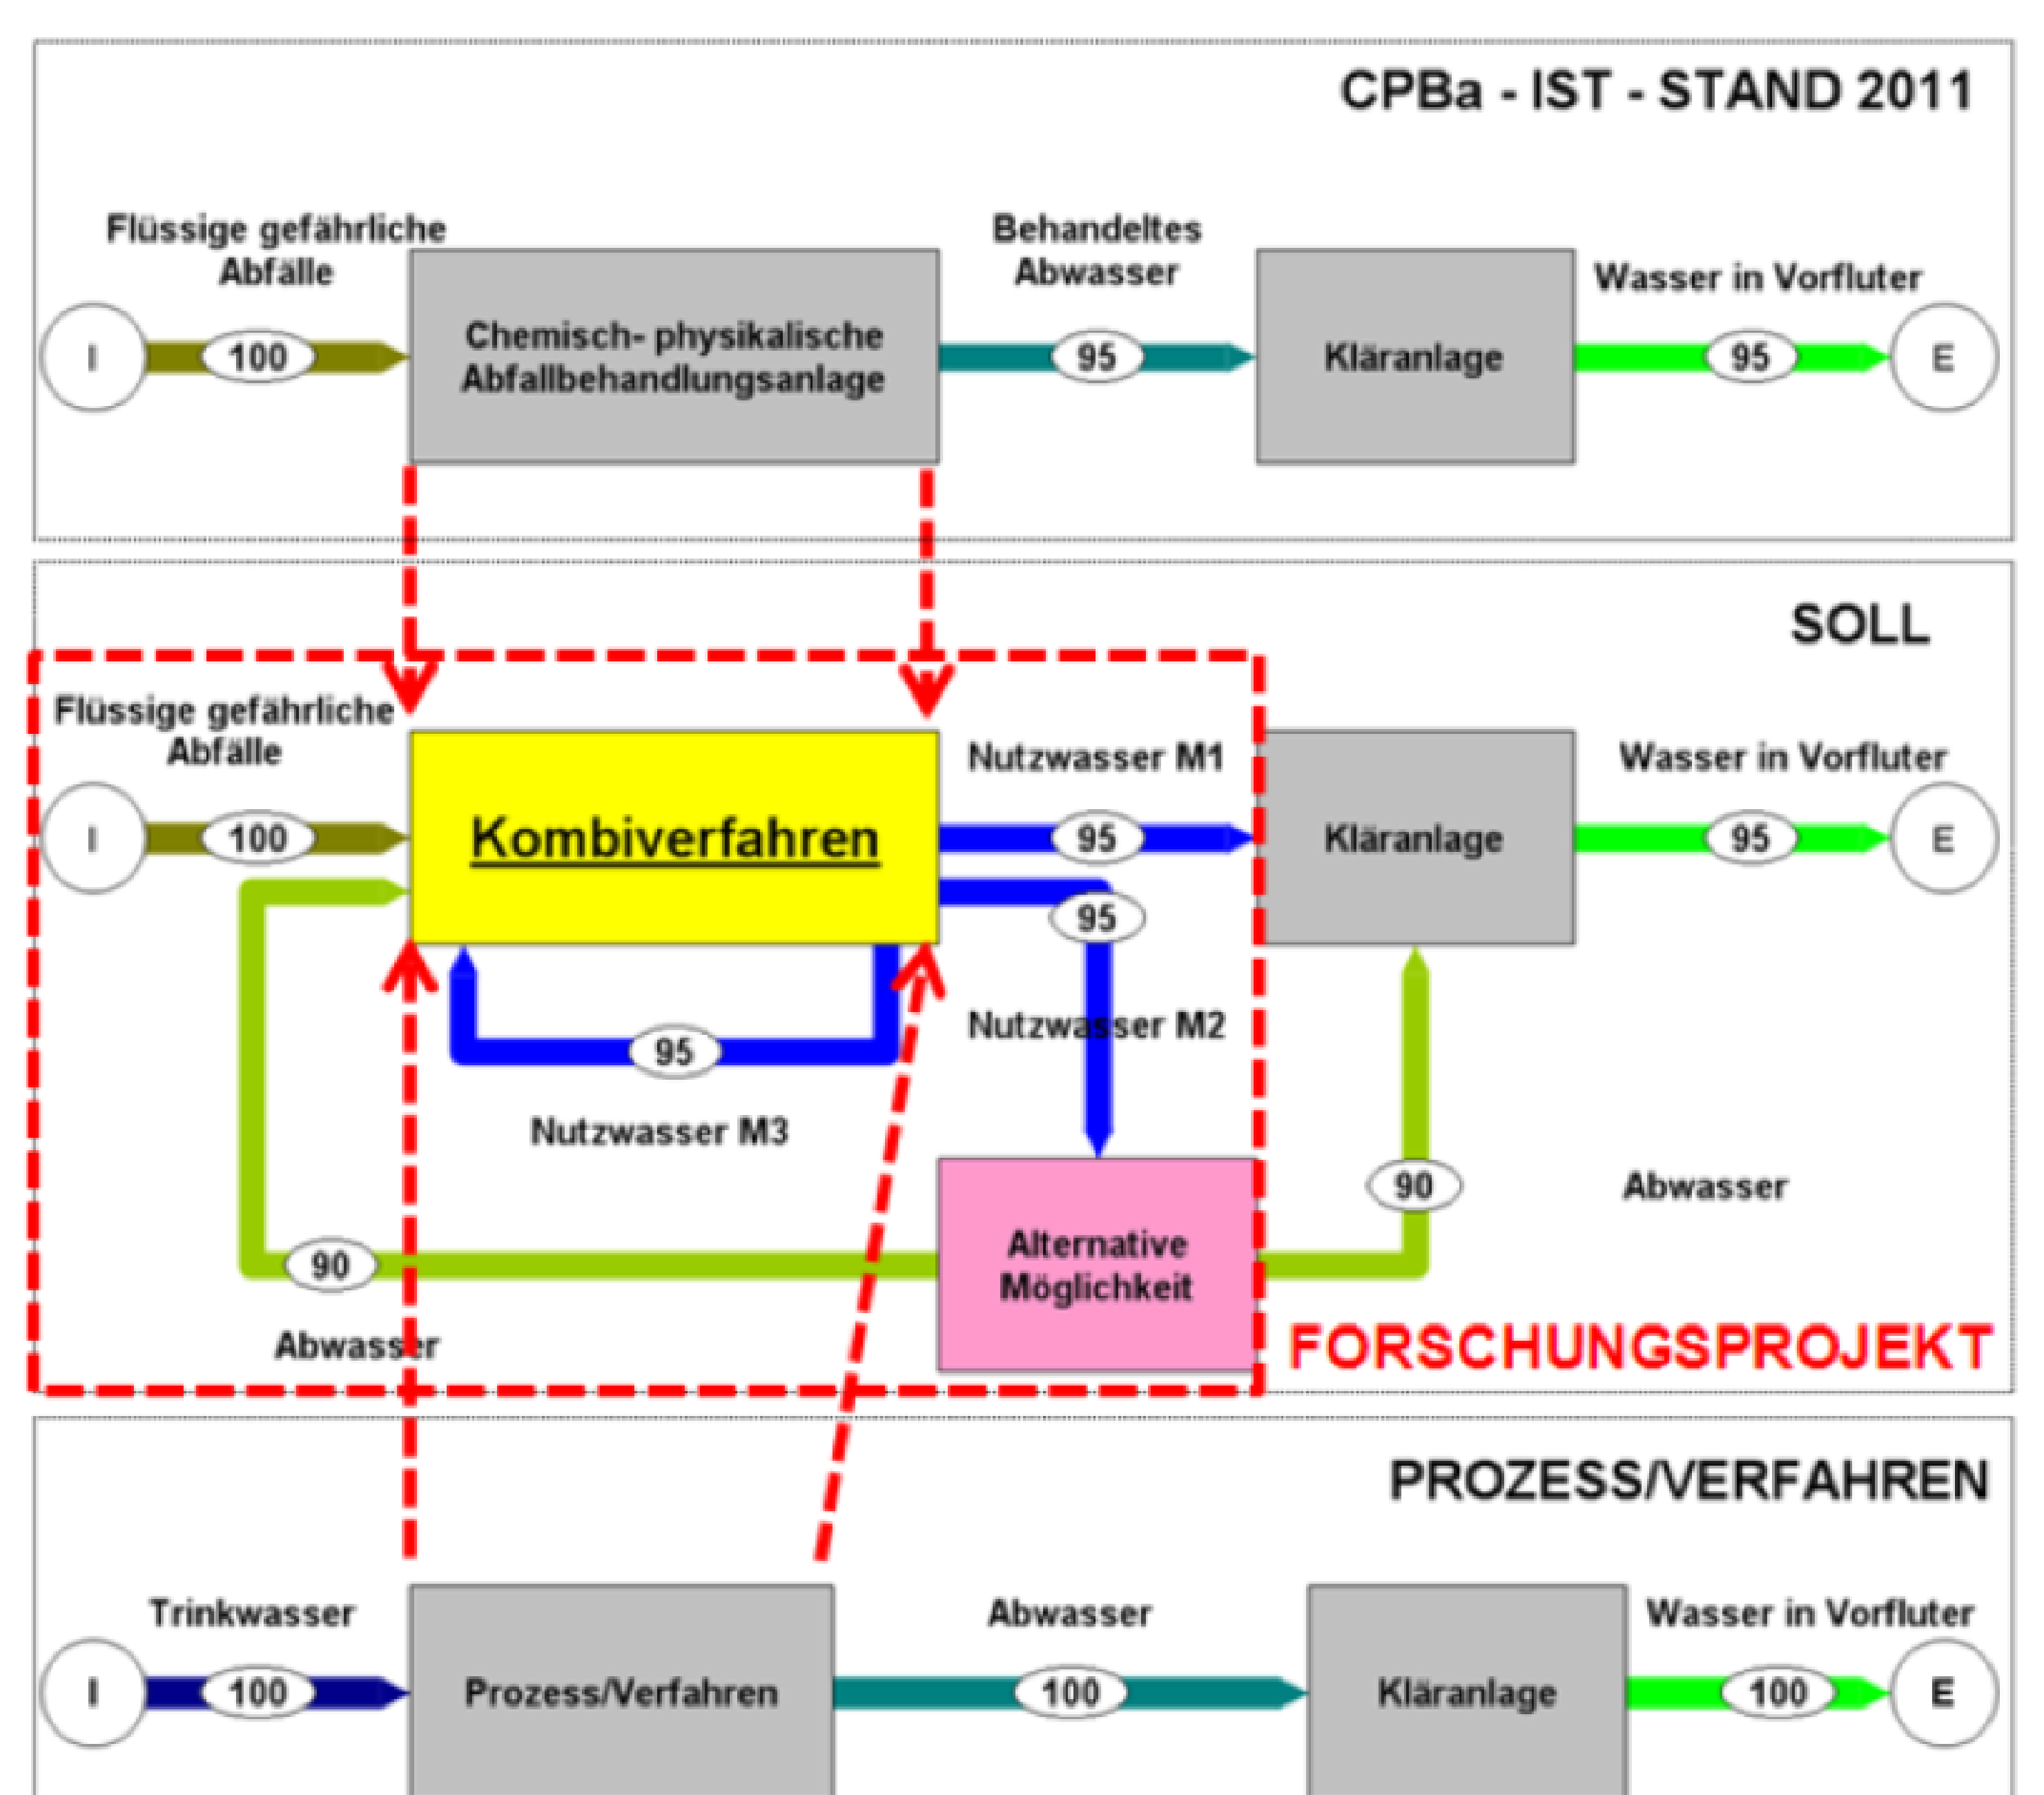 CPBa - IST - STAND 2011
Flüssige gefährliche
Abfälle
Behandeltes
Abwasser
Wasser in Vorfluter
I
100
Chemisch- physikalische
Abfallbehandlungsanlage
95
Kläranlage
95
E
SOLL
Flüssige gefährliche
Abfälle
Nutzwasser M1
Wasser in Vorfluter
I
100
Kombiverfahren
95
Kläranlage
95
E
95
Nutzwasser M2
95
Nutzwasser M3
90
Abwasser
Alternative
Möglichkeit
90
Abwasser
FORSCHUNGSPROJEKT
PROZESS/VERFAHREN
Trinkwasser
Abwasser
Wasser in Vorfluter
I
100
Prozess/Verfahren
100
Kläranlage
100
E